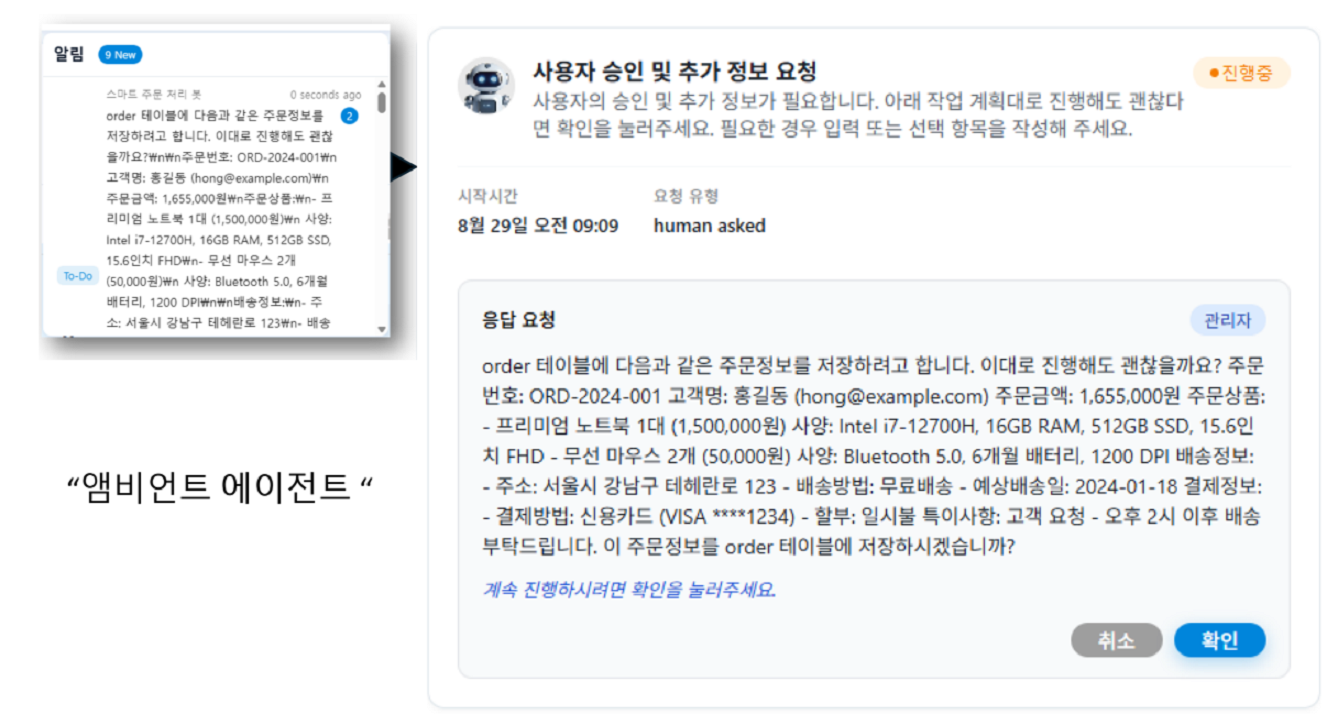 알림
9 New
스마트 주문 처리 봇
0 seconds ago
order 테이블에 다음과 같은 주문정보를
2
저장하려고 합니다. 이대로 진행해도 괜찮
을까요?₩n₩n주문번호: ORD-2024-001₩n
고객명: 홍길동 (hong@example.com)₩n
주문금액: 1,655,000원₩n주문상품:₩n- 프
리미엄 노트북 1대 (1,500,000원)₩n 사양:
Intel i7-12700H, 16GB RAM, 512GB SSD,
15.6인치 FHD₩n- 무선 마우스 2개
To-Do
(50,000원)₩n 사양: Bluetooth 5.0, 6개월
배터리, 1200 DPI₩n₩n배송정보:₩n- 주
소: 서울시 강남구 테헤란로 123₩n- 배송
“앰비언트 에이전트 “
사용자 승인 및 추가 정보 요청
진행중
사용자의 승인 및 추가 정보가 필요합니다. 아래 작업 계획대로 진행해도 괜찮다
면 확인을 눌러주세요. 필요한 경우 입력 또는 선택 항목을 작성해 주세요.
시작시간
요청 유형
8월 29일 오전 09:09
human asked
응답 요청
관리자
order 테이블에 다음과 같은 주문정보를 저장하려고 합니다. 이대로 진행해도 괜찮을까요? 주문
번호: ORD-2024-001 고객명: 홍길동 (hong@example.com) 주문금액: 1,655,000원 주문상품:
- 프리미엄 노트북 1대 (1,500,000원) 사양: Intel i7-12700H, 16GB RAM, 512GB SSD, 15.6인
치 FHD - 무선 마우스 2개 (50,000원) 사양: Bluetooth 5.0, 6개월 배터리, 1200 DPI 배송정보:
- 주소: 서울시 강남구 테헤란로 123 - 배송방법: 무료배송 - 예상배송일: 2024-01-18 결제정보:
- 결제방법: 신용카드 (VISA ****1234) - 할부: 일시불 특이사항: 고객 요청 - 오후 2시 이후 배송
부탁드립니다. 이 주문정보를 order 테이블에 저장하시겠습니까?
계속 진행하시려면 확인을 눌러주세요.
취소
확인